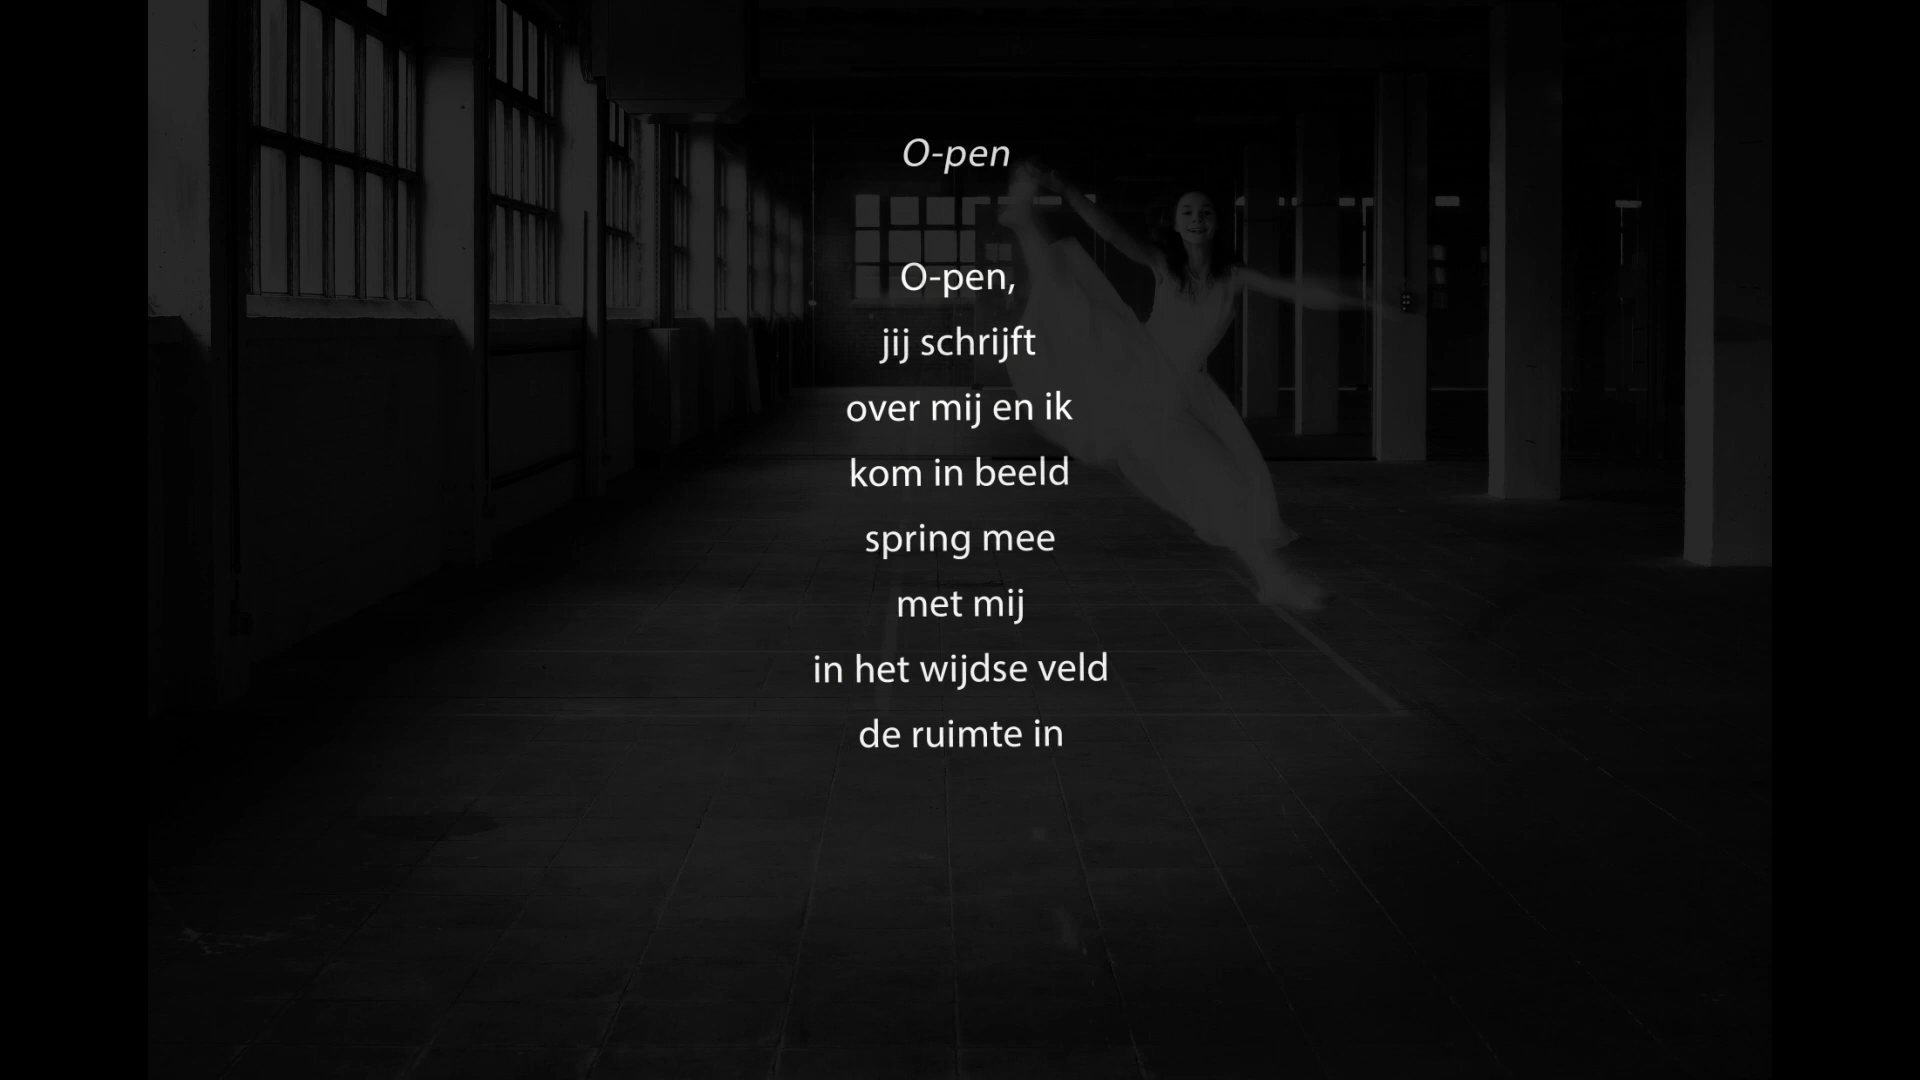 O-pen
O-pen,
jij schrijft
over mij en ik
kom in beeld
spring mee
met mij
in het wijdse veld
de ruimte in